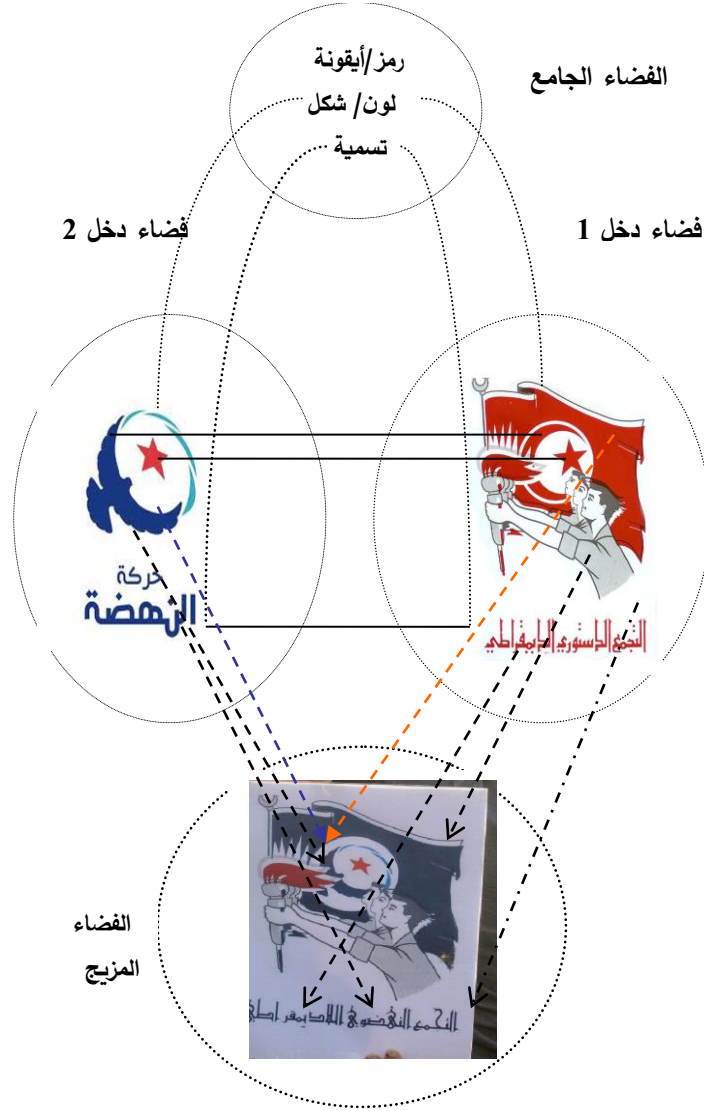 رمز/أيقونة
لون/ شكل
تسمية
الفضاء الجامع
فضاء دخل 1
فضاء دخل 2
التجمع الدستوري الديمقراطي
حركة
النهضة
الفضاء
المزيج
التجمع النهضوي اللاديمقراطي